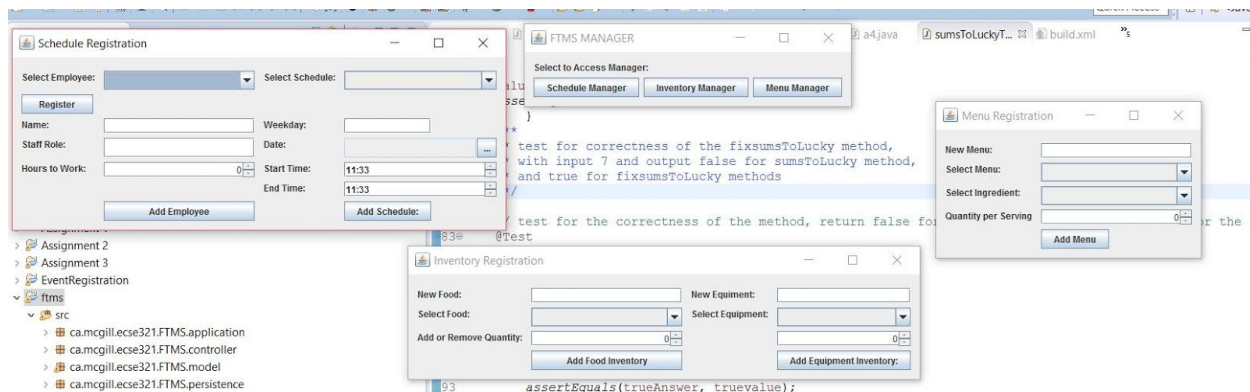 Quick Access
Schedule Registration
Select Employee:
Select Schedule:
Register
Name:
Weekday:
Staff Role:
Date:
...
Hours to Work:
0
Start Time:
11:33
End Time:
11:33
Add Employee
Add Schedule:
FTMS MANAGER
Select to Access Manager:
Schedule Manager
Inventory Manager
Menu Manager
a4.java
sumsToLuckyT...
build.xml
}
**
test for correctness of the fixsumsToLucky method,
with input 7 and output false for sumsToLucky method,
and true for fixsumsToLucky methods
*/
/ test for the correctness of the method, return false for
or the
83
@Test
Menu Registration
New Menu:
Select Menu:
Select Ingredient:
Quantity per Serving
0
Add Menu
Assignment 2
Assignment 3
EventRegistration
ftms
src
ca.mcgill.ecse321.FTMS.application
ca.mcgill.ecse321.FTMS.controller
ca.mcgill.ecse321.FTMS.model
ca.mcgill.ecse321.FTMS.persistence
Inventory Registration
New Food:
New Equiment:
Select Food:
Select Equipment:
Add or Remove Quantity:
0
0
Add Food Inventory
Add Equipment Inventory:
93
assertEquals(trueAnswer, truevalue);